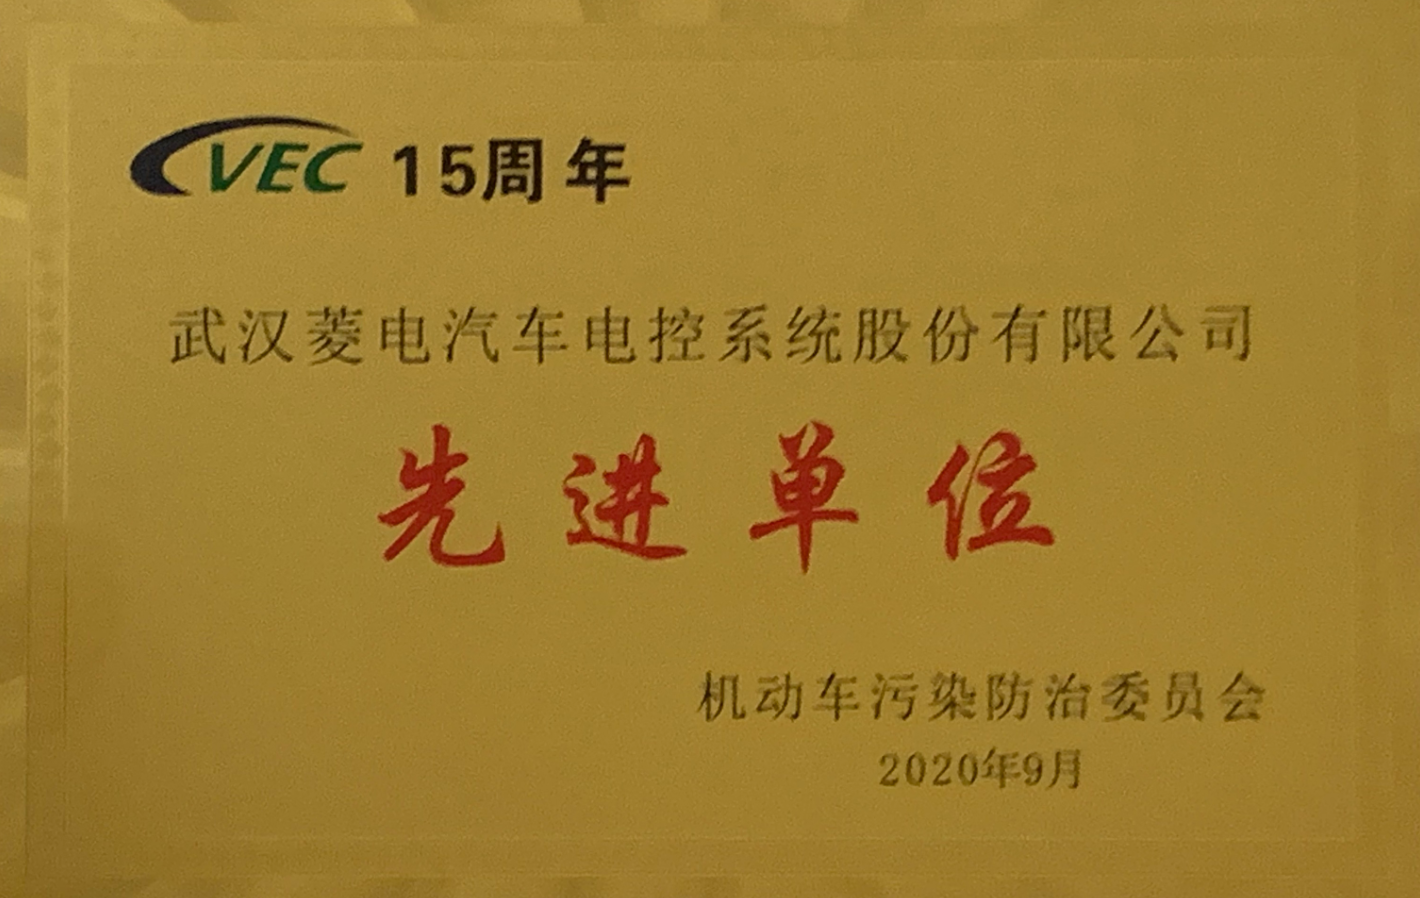 CVEC 15周年
武汉菱电汽车电控系统股份有限公司
先进单位
机动车污染防治委员会
2020年9月